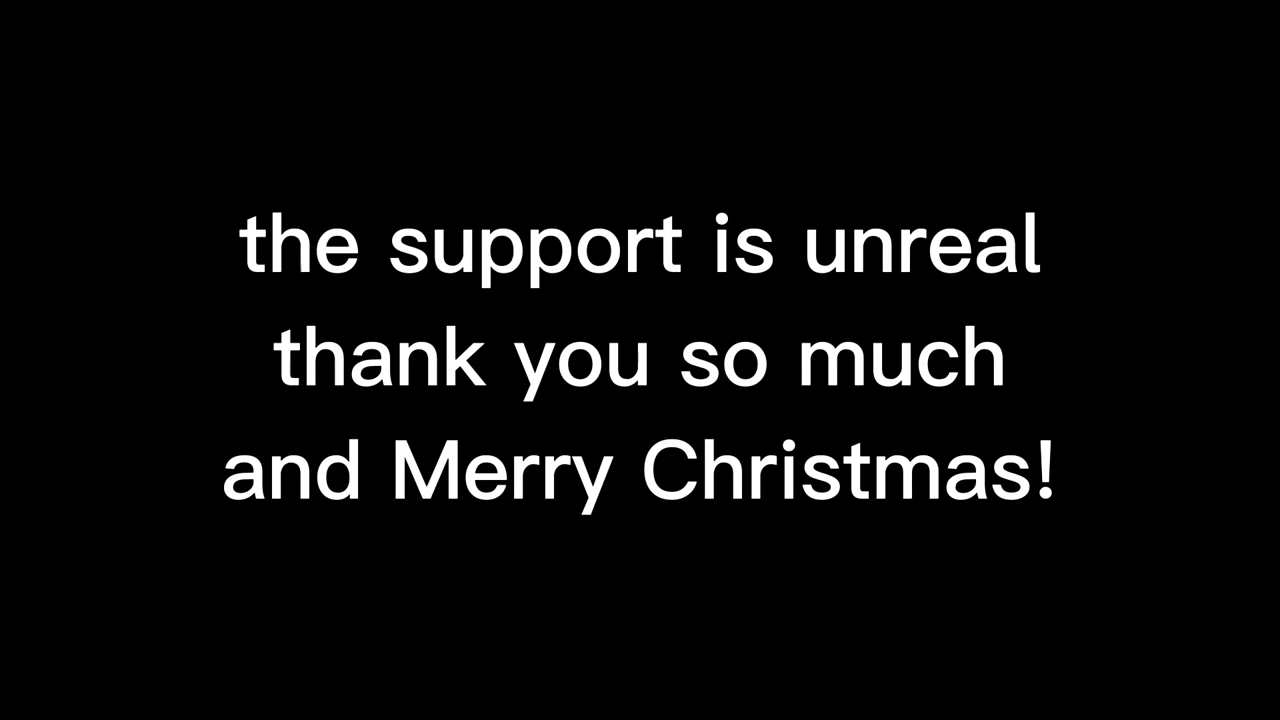 the support is unreal
thank you so much
and Merry Christmas!